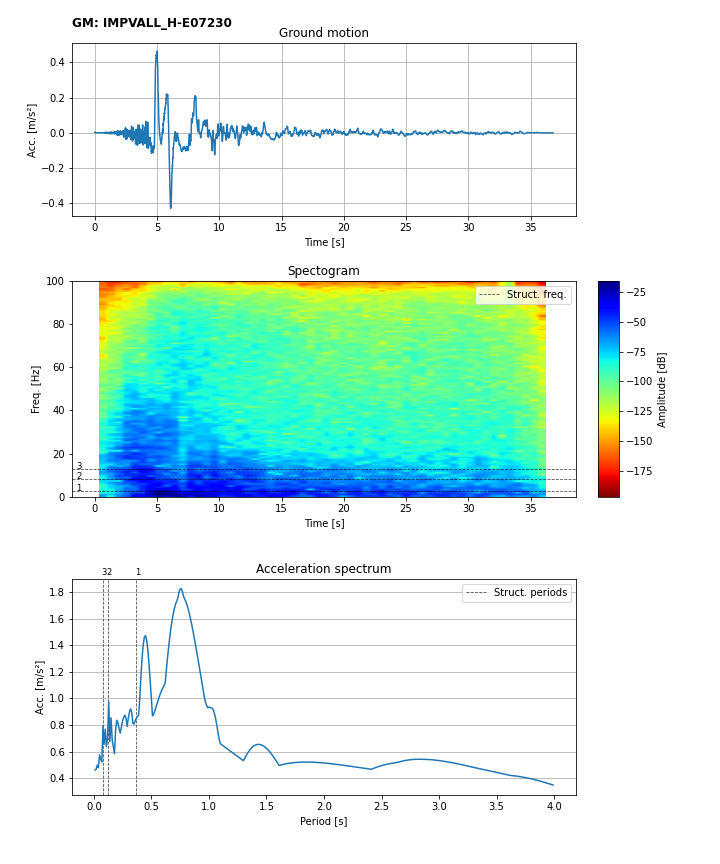 GM: IMPVALL_H-E07230
Ground motion
0.4
0.2
0.0
−0.2
−0.4
Acc. [m/s²]
0 5 10 15 20 25 30 35
Time [s]
Spectogram
100
80
60
40
20
0
Freq. [Hz]
Struct. freq.
3
2
1
0 5 10 15 20 25 30 35
Time [s]
−25
−50
−75
−100
−125
−150
−175
Amplitude [dB]
Acceleration spectrum
32 1
1.8
1.6
1.4
1.2
1.0
0.8
0.6
0.4
Acc. [m/s²]
Struct. periods
0.0 0.5 1.0 1.5 2.0 2.5 3.0 3.5 4.0
Period [s]